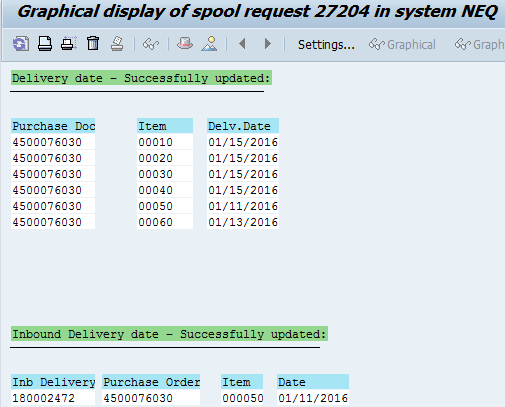 Graphical display of spool request 27204 in system NEQ
Settings... Graphical Graph
Delivery date - Successfully updated:
Purchase Doc Item Delv.Date
4500076030 00010 01/15/2016
4500076030 00020 01/15/2016
4500076030 00030 01/15/2016
4500076030 00040 01/15/2016
4500076030 00050 01/11/2016
4500076030 00060 01/13/2016
Inbound Delivery date - Successfully updated:
Inb Delivery Purchase Order Item Date
180002472 4500076030 000050 01/11/2016